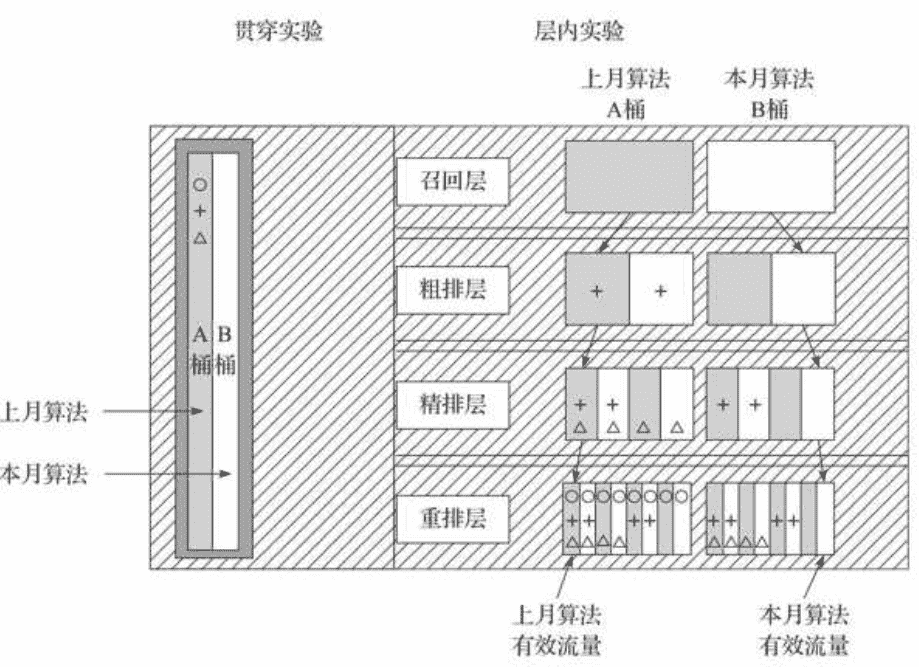 贯穿实验
层内实验
上月算法
A桶
本月算法
B桶
召回层
粗排层
精排层
重排层
A
桶
B
桶
上月算法
本月算法
上月算法
有效流量
本月算法
有效流量